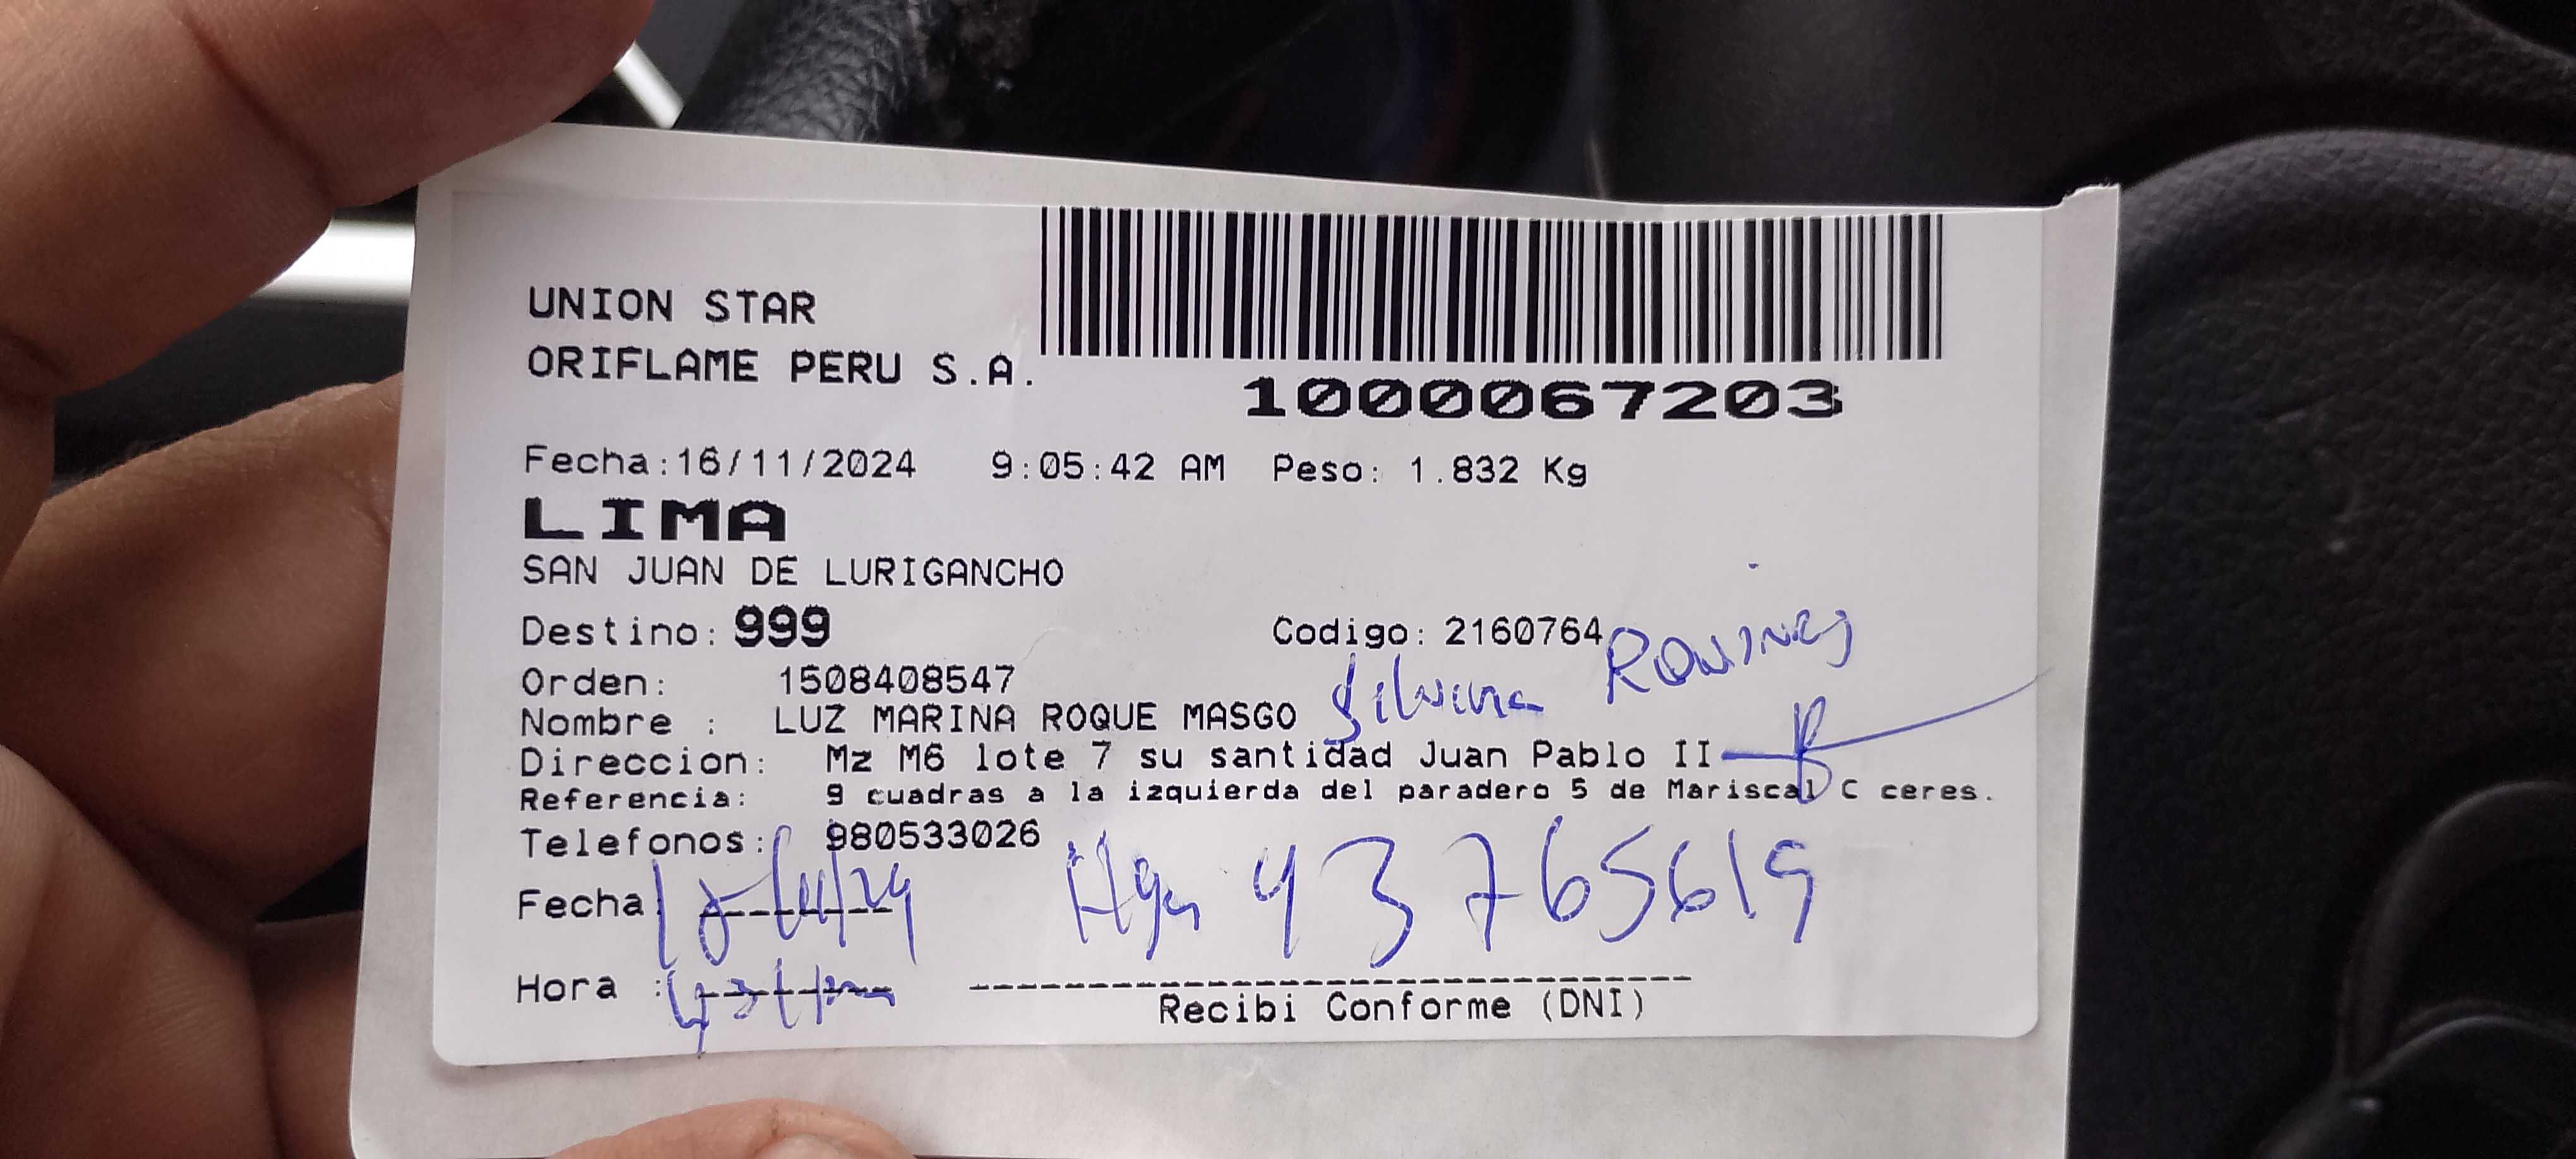 UNION STAR
ORIFLAME PERU S.A.
1000067203
Fecha:16/11/2024 9:05:42 AM Peso: 1.832 Kg
LIMA
SAN JUAN DE LURIGANCHO
Destino: 999 Codigo: 2160764
Orden: 1508408547
Nombre : LUZ MARINA ROQUE MASGO Silvina
Direccion: Mz M6 lote 7 su santidad Juan Pablo II
Referencia: 9 cuadras a la izquierda del paradero 5 de Mariscal C ceres.
Telefonos: 980533026
Fecha 43765619
Hora :
Recibi Conforme (DNI)